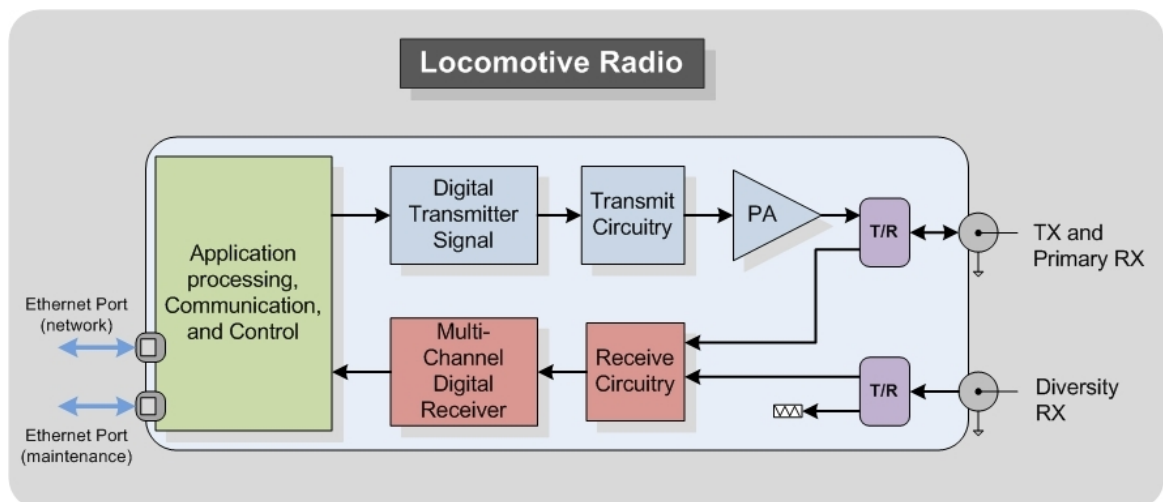 Locomotive Radio
Application
processing,
Communication,
and Control
Digital
Transmitter
Signal
Transmit
Circuitry
PA
T/R
TX and
Primary RX
Ethernet Port
(network)
Multi-
Channel
Digital
Receiver
Receive
Circuitry
T/R
Diversity
RX
Ethernet Port
(maintenance)